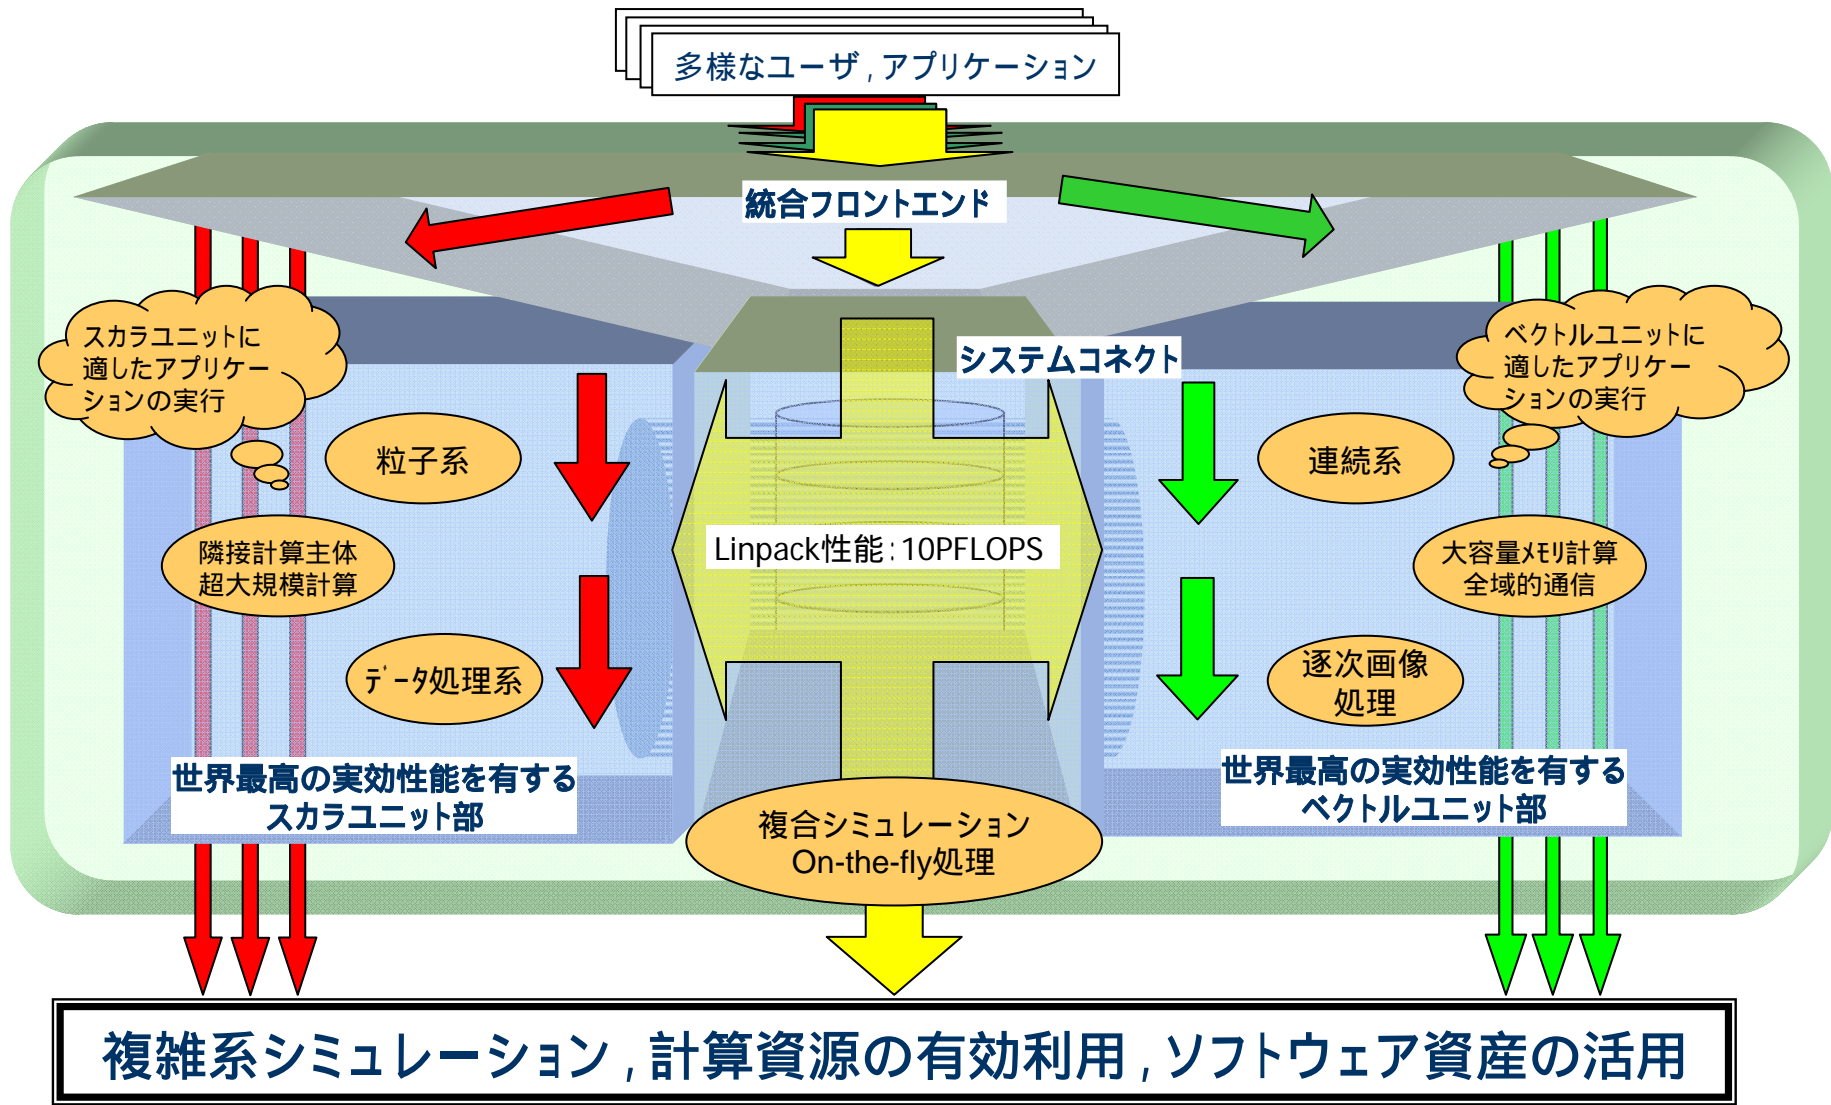 多様なユーザ,アプリケーション
統合フロントエンド
システムコネクト
スカラユニットに
適したアプリケー
ションの実行
粒子系
隣接計算主体
超大規模計算
データ処理系
世界最高の実効性能を有する
スカラユニット部
Linpack性能:10PFLOPS
複合シミュレーション
On-the-fly処理
ベクトルユニットに
適したアプリケー
ションの実行
連続系
大容量メモリ計算
全域的通信
逐次画像
処理
世界最高の実効性能を有する
ベクトルユニット部
複雑系シミュレーション,計算資源の有効利用,ソフトウェア資産の活用